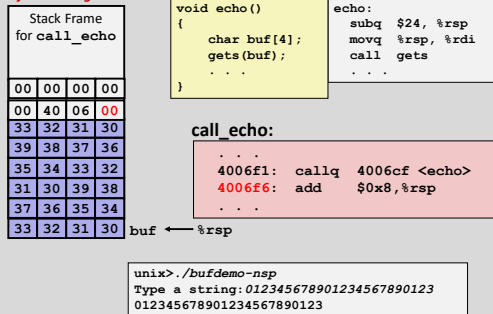 Stack Frame
for call_echo
00 00 00 00
00 40 06 00
33 32 31 30
39 38 37 36
35 34 33 32
31 30 39 38
37 36 35 34
33 32 31 30
buf ← %rsp
void echo()
{
char buf[4];
gets(buf);
. . .
}
echo:
subq $24, %rsp
movq %rsp, %rdi
call gets
. . .
call_echo:
. . .
4006f1: callq 4006cf <echo>
4006f6: add $0x8,%rsp
. . .
unix>./bufdemo-nsp
Type a string:012345678901234567890123
012345678901234567890123